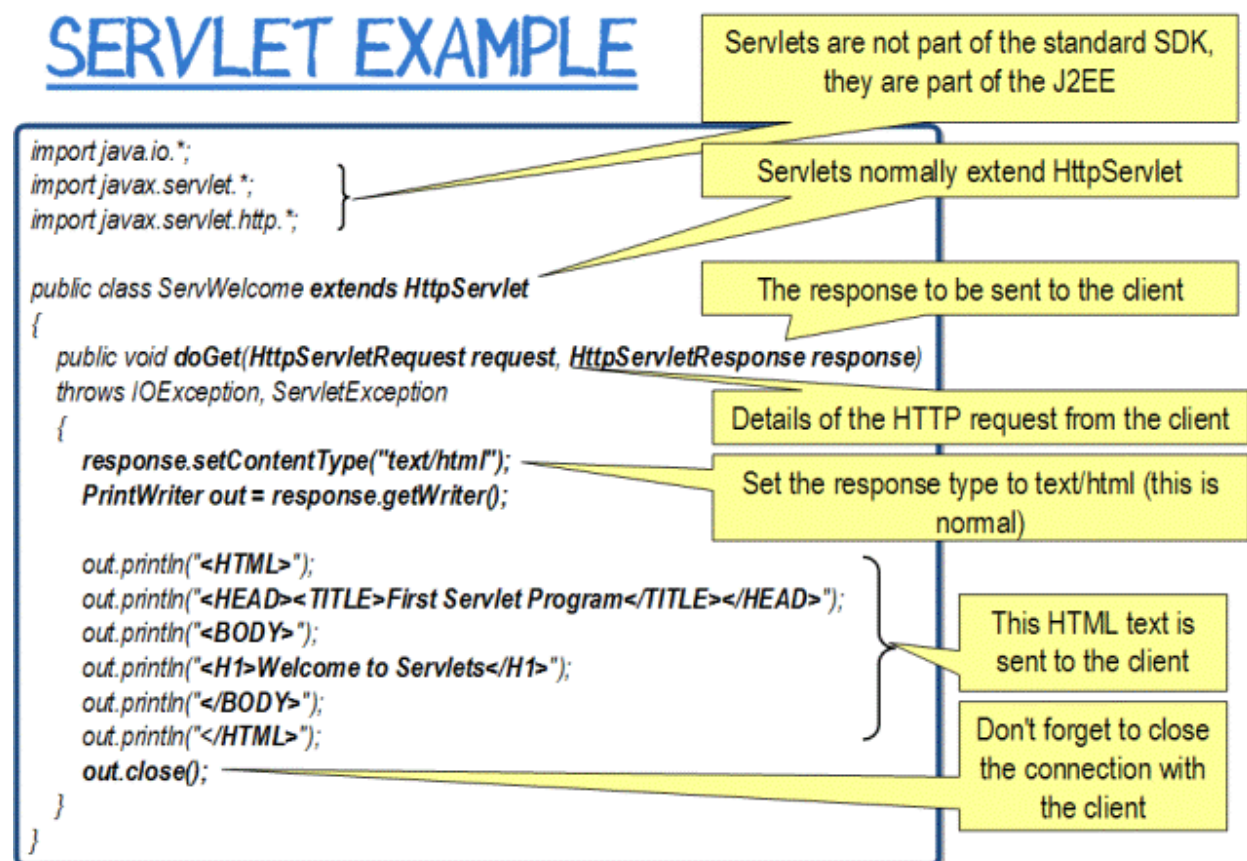 SERVLET EXAMPLE
Servlets are not part of the standard SDK,
they are part of the J2EE
import java.io.*;
import javax.servlet.*;
import javax.servlet.http.*;
Servlets normally extend HttpServlet
public class ServWelcome extends HttpServlet
{
The response to be sent to the client
public void doGet(HttpServletRequest request, HttpServletResponse response)
throws IOException, ServletException
{
Details of the HTTP request from the client
response.setContentType("text/html");
PrintWriter out = response.getWriter();
Set the response type to text/html (this is
normal)
out.println("<HTML>");
out.println("<HEAD><TITLE>First Servlet Program</TITLE></HEAD>");
out.println("<BODY>");
out.println("<H1>Welcome to Servlets</H1>");
out.println("</BODY>");
out.println("</HTML>");
This HTML text is
sent to the client
out.close();
Don't forget to close
the connection with
the client
}
}